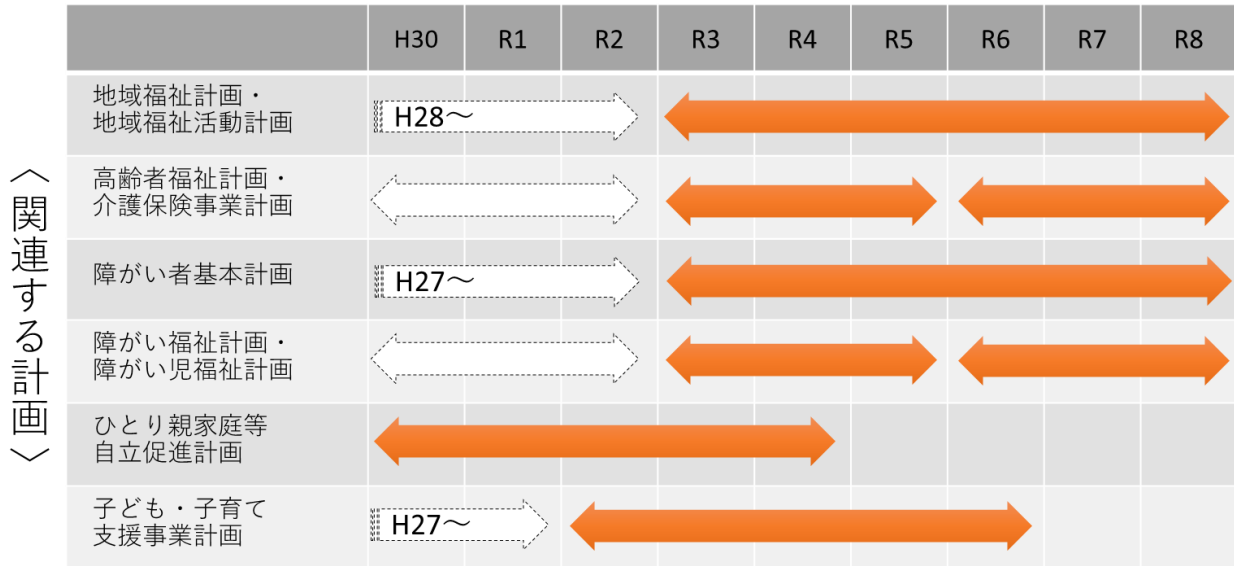 〈関連する計画〉
H30 R1 R2 R3 R4 R5 R6 R7 R8
地域福祉計画・
地域福祉活動計画
H28～
高齢者福祉計画・
介護保険事業計画
障がい者基本計画
H27～
障がい福祉計画・
障がい児福祉計画
ひとり親家庭等
自立促進計画
子ども・子育て
支援事業計画
H27～